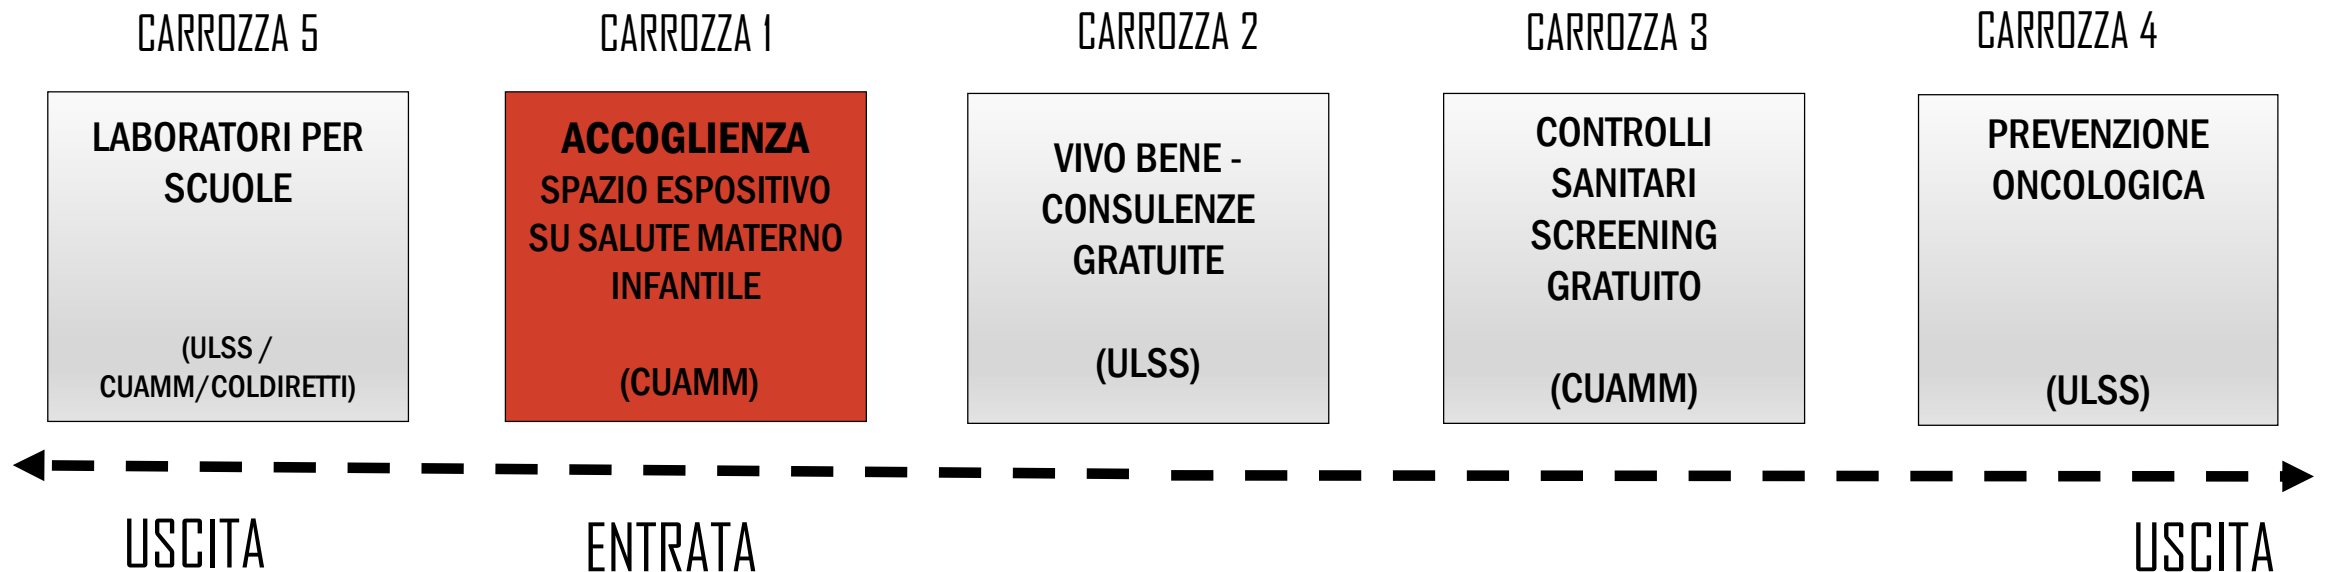 CARROZZA 5
LABORATORI PER
SCUOLE
(ULSS /
CUAMM/COLDIRETTI)
CARROZZA 1
ACCOGLIENZA
SPAZIO ESPOSITIVO
SU SALUTE MATERNO
INFANTILE
(CUAMM)
CARROZZA 2
VIVO BENE -
CONSULENZE
GRATUITE
(ULSS)
CARROZZA 3
CONTROLLI
SANITARI
SCREENING
GRATUITO
(CUAMM)
CARROZZA 4
PREVENZIONE
ONCOLOGICA
(ULSS)
USCITA
ENTRATA
USCITA